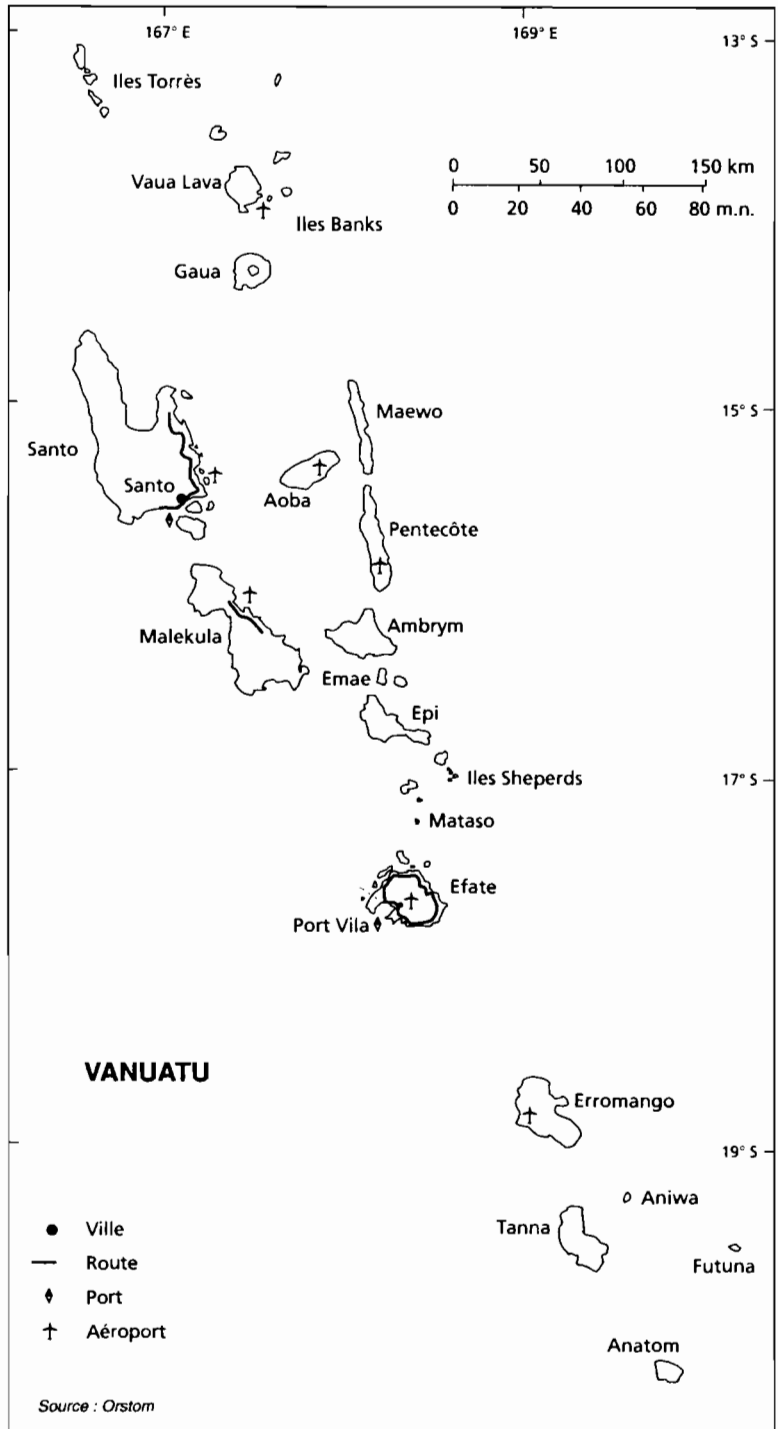 167° E
169° E
13° S
Iles Torrès
0 50 100 150 km
0 20 40 60 80 m.n.
Vaua Lava
Iles Banks
Gaua
15° S
Maewo
Santo
Santo
Aoba
Pentecôte
Malekula
Ambrym
Emae
Epi
17° S
Iles Sheperds
Mataso
Efate
Port Vila
VANUATU
Erromango
19° S
Aniwa
Tanna
Futuna
Anatom
Ville
Route
Port
Aéroport
Source : Orstom